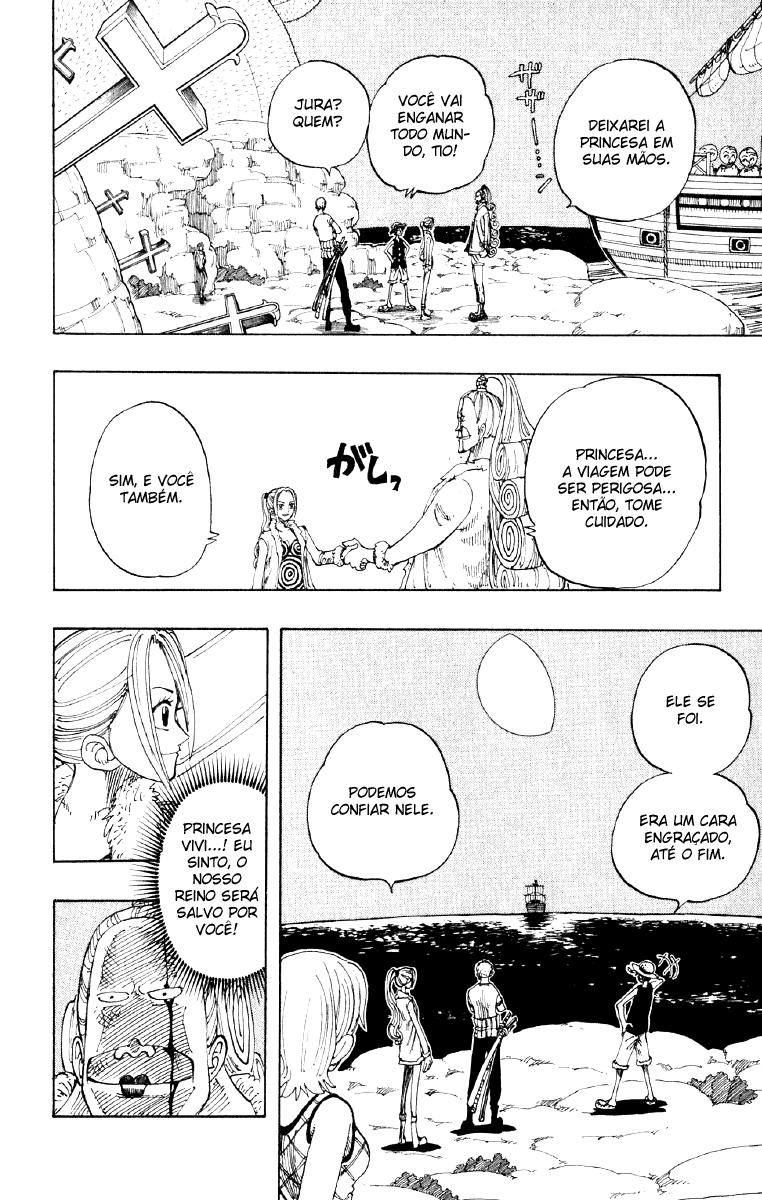 DEIXAREI A
PRINCESA EM
SUAS MÃOS.
ザザ
VOCÊ VAI
ENGANAR
TODO MUN-
DO, TIO!
JURA?
QUEM?
PRINCESA...
A VIAGEM PODE
SER PERIGOSA...
ENTÃO, TOME
CUIDADO.
がしっ
SIM, E VOCÊ
TAMBÉM.
ELE SE
FOI.
ERA UM CARA
ENGRAÇADO,
ATÉ O FIM.
PODEMOS
CONFIAR NELE.
PRINCESA
VIVI...! EU
SINTO, O
NOSSO
REINO SERÁ
SALVO POR
VOCÊ!